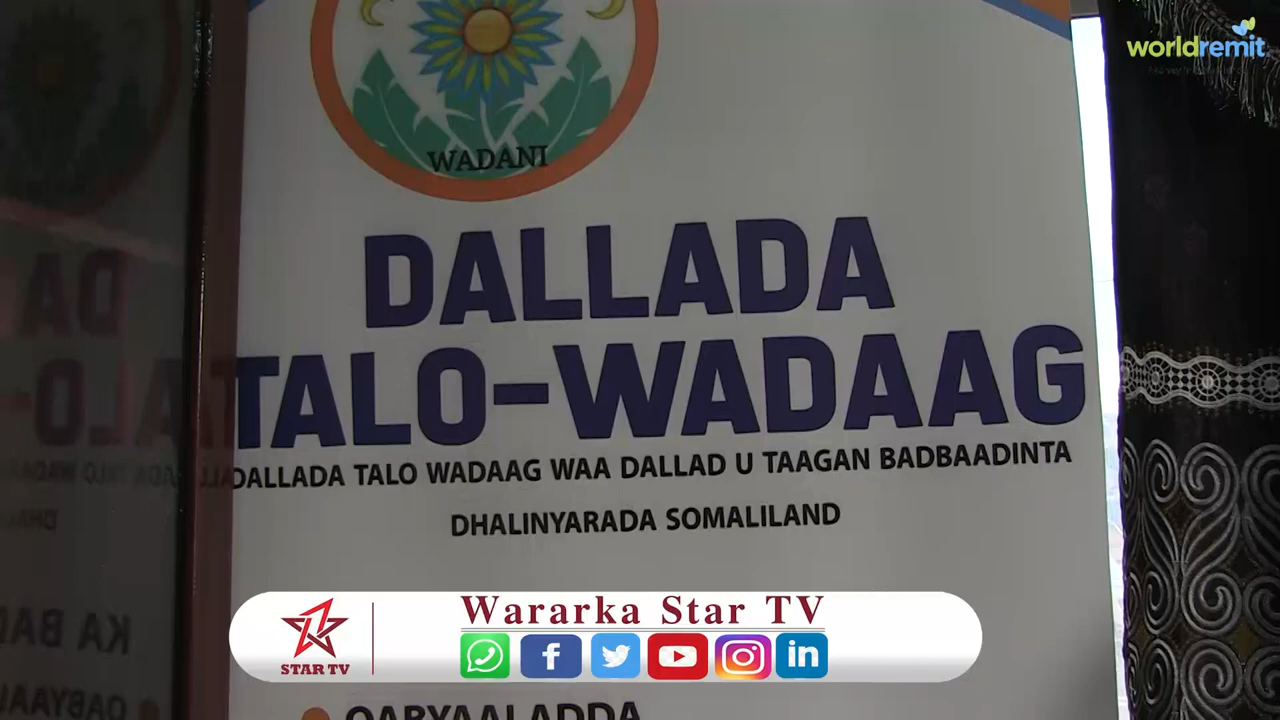 worldremit
WADANI
DALLADA
TALO-WADAAG
DALLADA TALO WADAAG WAA DALLAD U TAAGAN BADBAADINTA
DHALINYARADA SOMALILAND
Wararka Star TV
STAR TV
QABYAALADDA